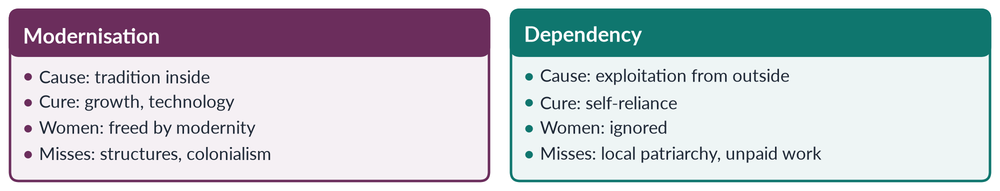 Modernisation
• Cause: tradition inside
• Cure: growth, technology
• Women: freed by modernity
• Misses: structures, colonialism
Dependency
• Cause: exploitation from outside
• Cure: self-reliance
• Women: ignored
• Misses: local patriarchy, unpaid work